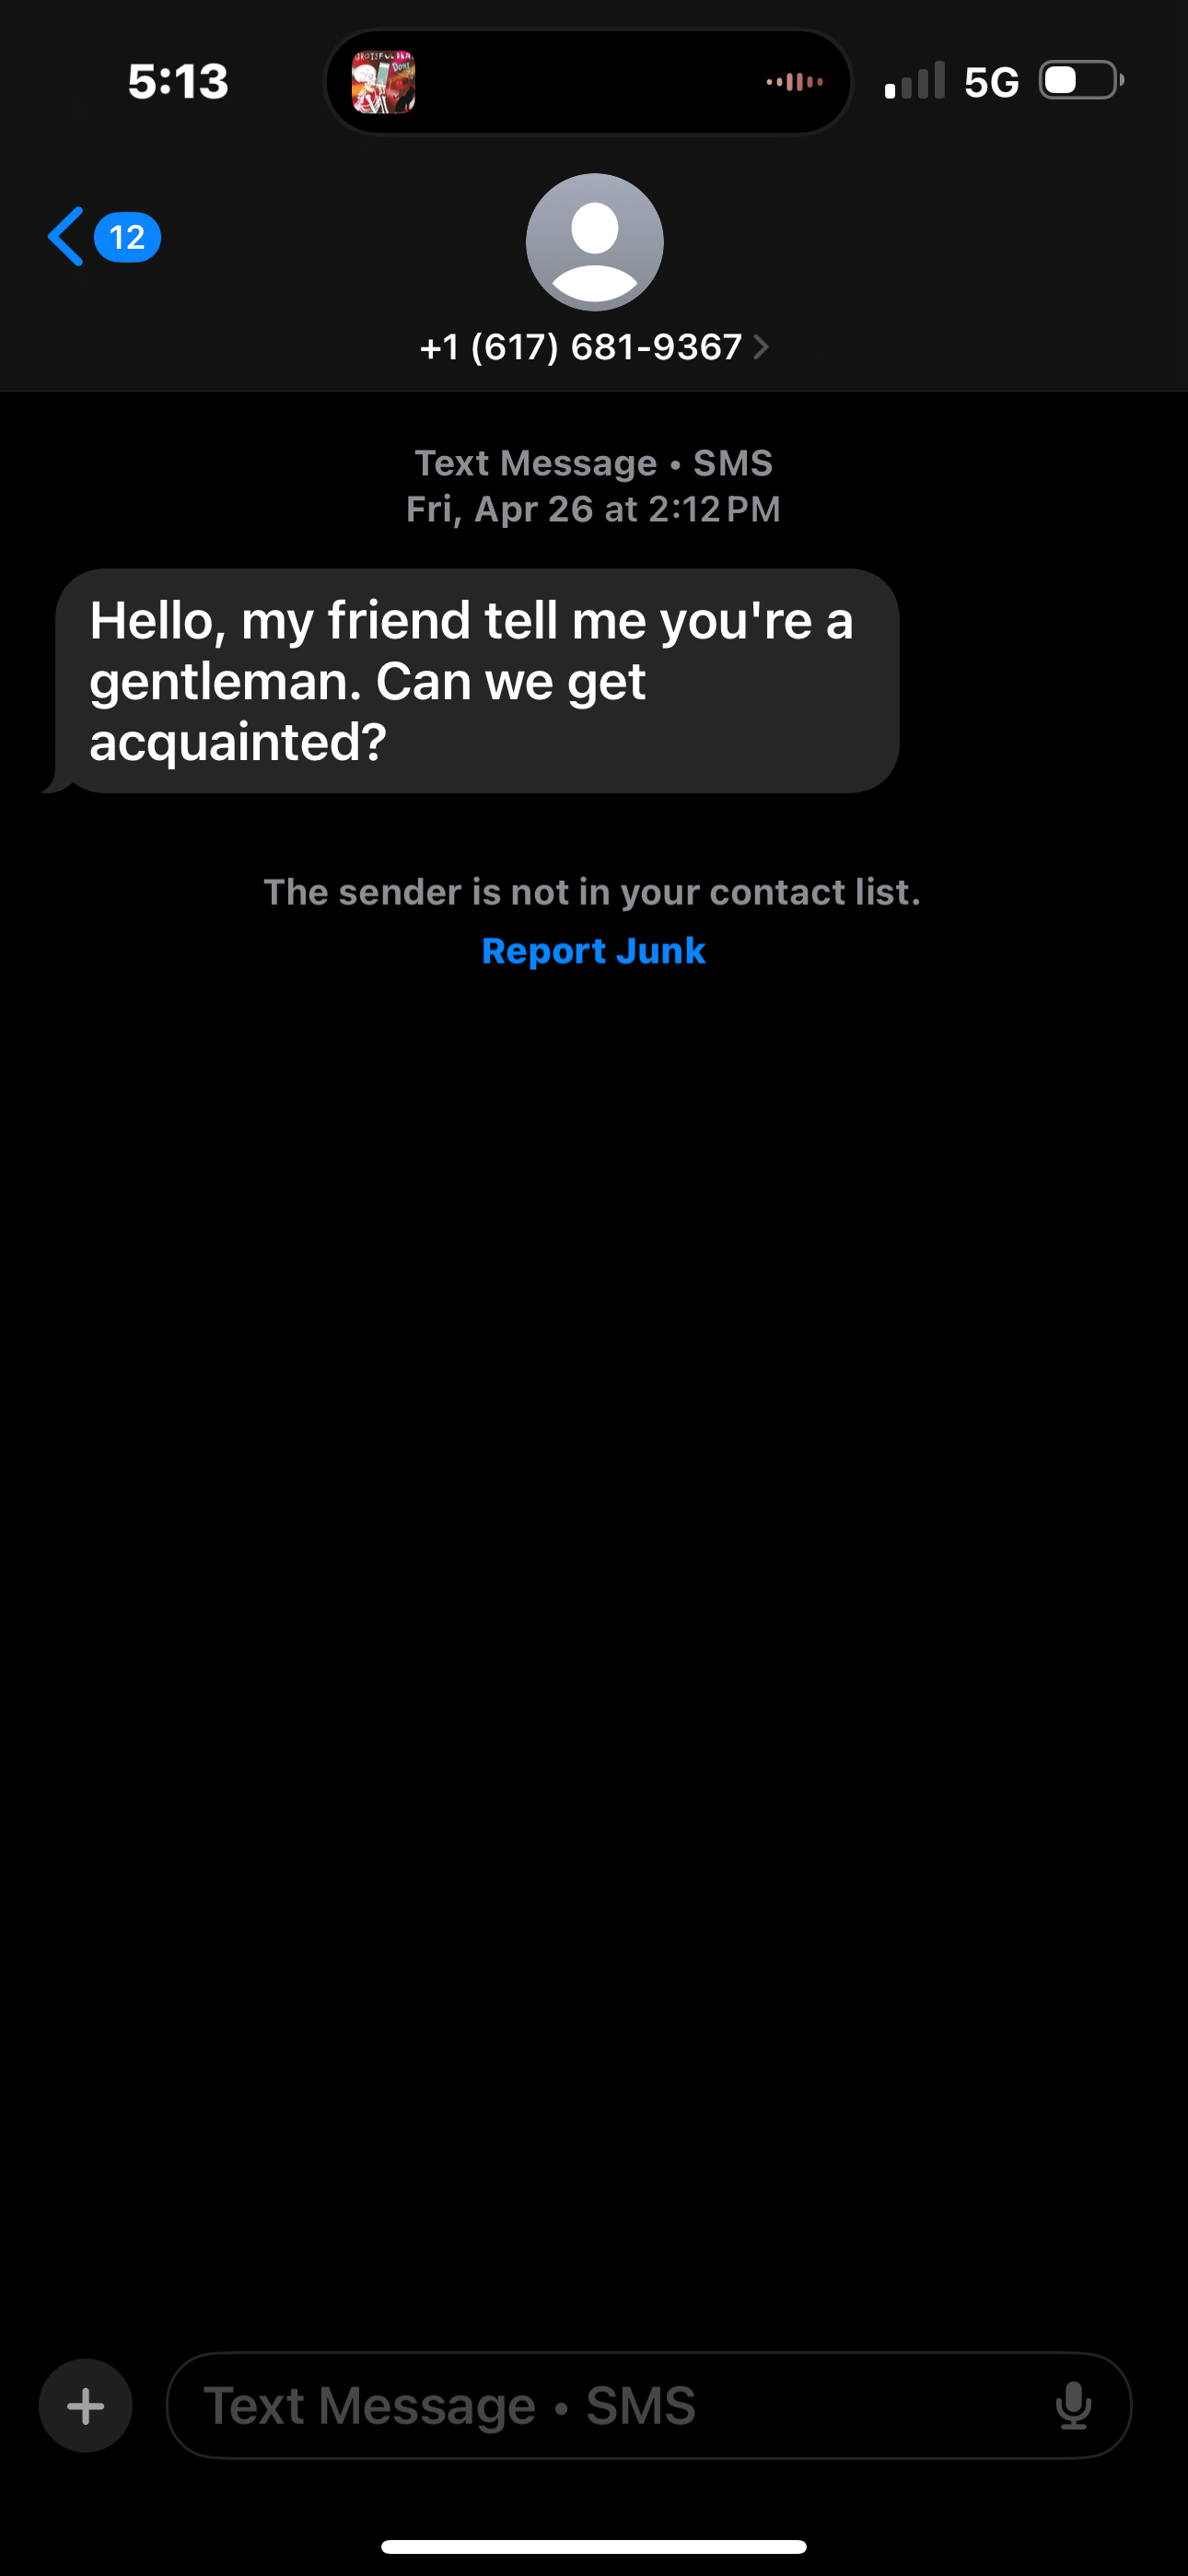 5:13
5G
12
+1 (617) 681-9367
Text Message • SMS
Fri, Apr 26 at 2:12 PM
Hello, my friend tell me you're a
gentleman. Can we get
acquainted?
The sender is not in your contact list.
Report Junk
Text Message • SMS